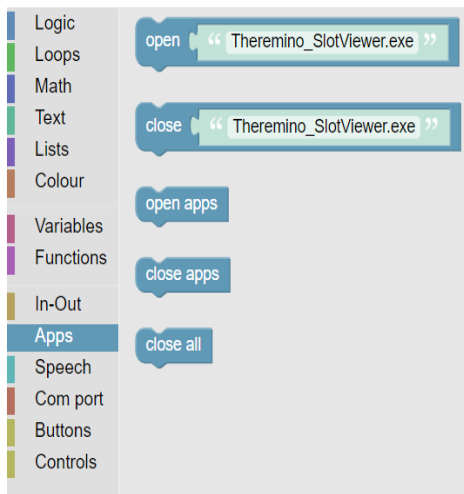 Logic
Loops
Math
Text
Lists
Colour
Variables
Functions
In-Out
Apps
Speech
Com port
Buttons
Controls
open “ Theremino_SlotViewer.exe ”
close “ Theremino_SlotViewer.exe ”
open apps
close apps
close all